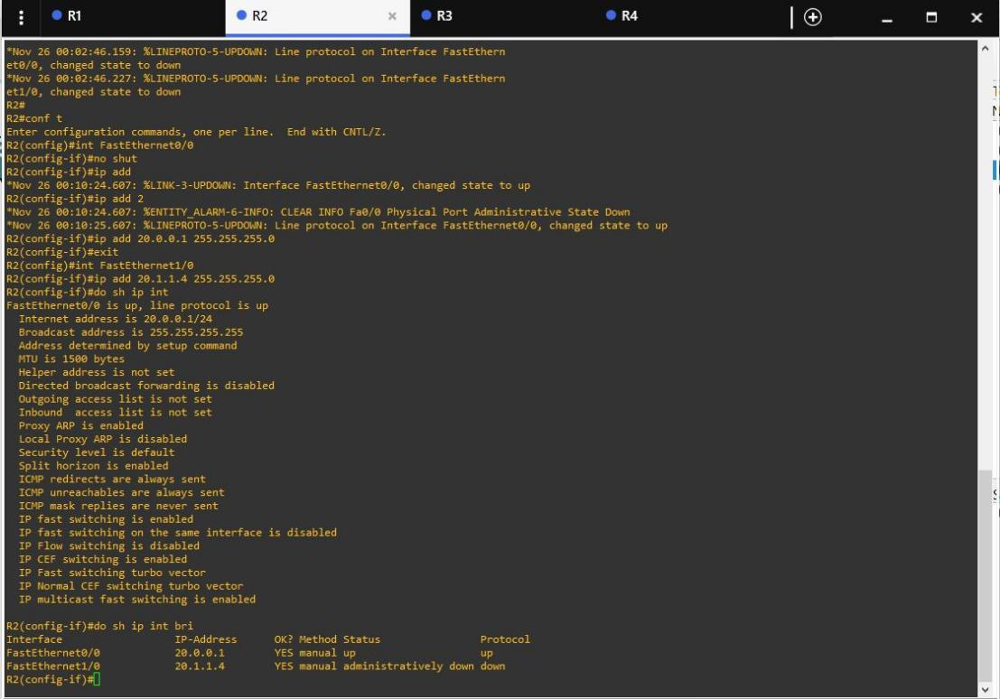 R1
R2
R3
R4
*Nov 26 00:02:46.159: %LINEPROTO-5-UPDOWN: Line protocol on Interface FastEthern
et0/0, changed state to down
*Nov 26 00:02:46.227: %LINEPROTO-5-UPDOWN: Line protocol on Interface FastEthern
et1/0, changed state to down
R2#
R2#conf t
Enter configuration commands, one per line.  End with CNTL/Z.
R2(config)#int FastEthernet0/0
R2(config-if)#no shut
R2(config-if)#ip add
*Nov 26 00:10:24.607: %LINK-3-UPDOWN: Interface FastEthernet0/0, changed state to up
R2(config-if)#ip add 2
*Nov 26 00:10:24.607: %ENTITY_ALARM-6-INFO: CLEAR INFO Fa0/0 Physical Port Administrative State Down
*Nov 26 00:10:25.607: %LINEPROTO-5-UPDOWN: Line protocol on Interface FastEthernet0/0, changed state to up
R2(config-if)#ip add 20.0.0.1 255.255.255.0
R2(config-if)#exit
R2(config)#int FastEthernet1/0
R2(config-if)#ip add 20.1.1.4 255.255.255.0
R2(config-if)#do sh ip int
FastEthernet0/0 is up, line protocol is up
  Internet address is 20.0.0.1/24
  Broadcast address is 255.255.255.255
  Address determined by setup command
  MTU is 1500 bytes
  Helper address is not set
  Directed broadcast forwarding is disabled
  Outgoing access list is not set
  Inbound  access list is not set
  Proxy ARP is enabled
  Local Proxy ARP is disabled
  Security level is default
  Split horizon is enabled
  ICMP redirects are always sent
  ICMP unreachables are always sent
  ICMP mask replies are never sent
  IP fast switching is enabled
  IP fast switching on the same interface is disabled
  IP Flow switching is disabled
  IP CEF switching is enabled
  IP Fast switching turbo vector
  IP Normal CEF switching turbo vector
  IP multicast fast switching is enabled
R2(config-if)#do sh ip int bri
Interface                  IP-Address      OK? Method Status                Protocol
FastEthernet0/0            20.0.0.1        YES manual up                    up
FastEthernet1/0            20.1.1.4        YES manual administratively down down
R2(config-if)#